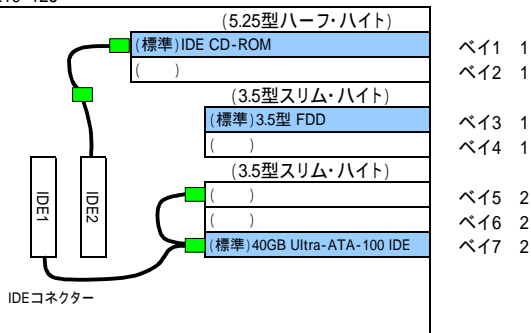 (5.25型ハーフ・ハイト)
(標準)IDE CD-ROM ベイ1 1
( ) ベイ2 1
(3.5型スリム・ハイト)
(標準)3.5型 FDD ベイ3 1
( ) ベイ4 1
(3.5型スリム・ハイト)
( ) ベイ5 2
( ) ベイ6 2
(標準)40GB Ultra-ATA-100 IDE ベイ7 2
IDE1
IDE2
IDEコネクター